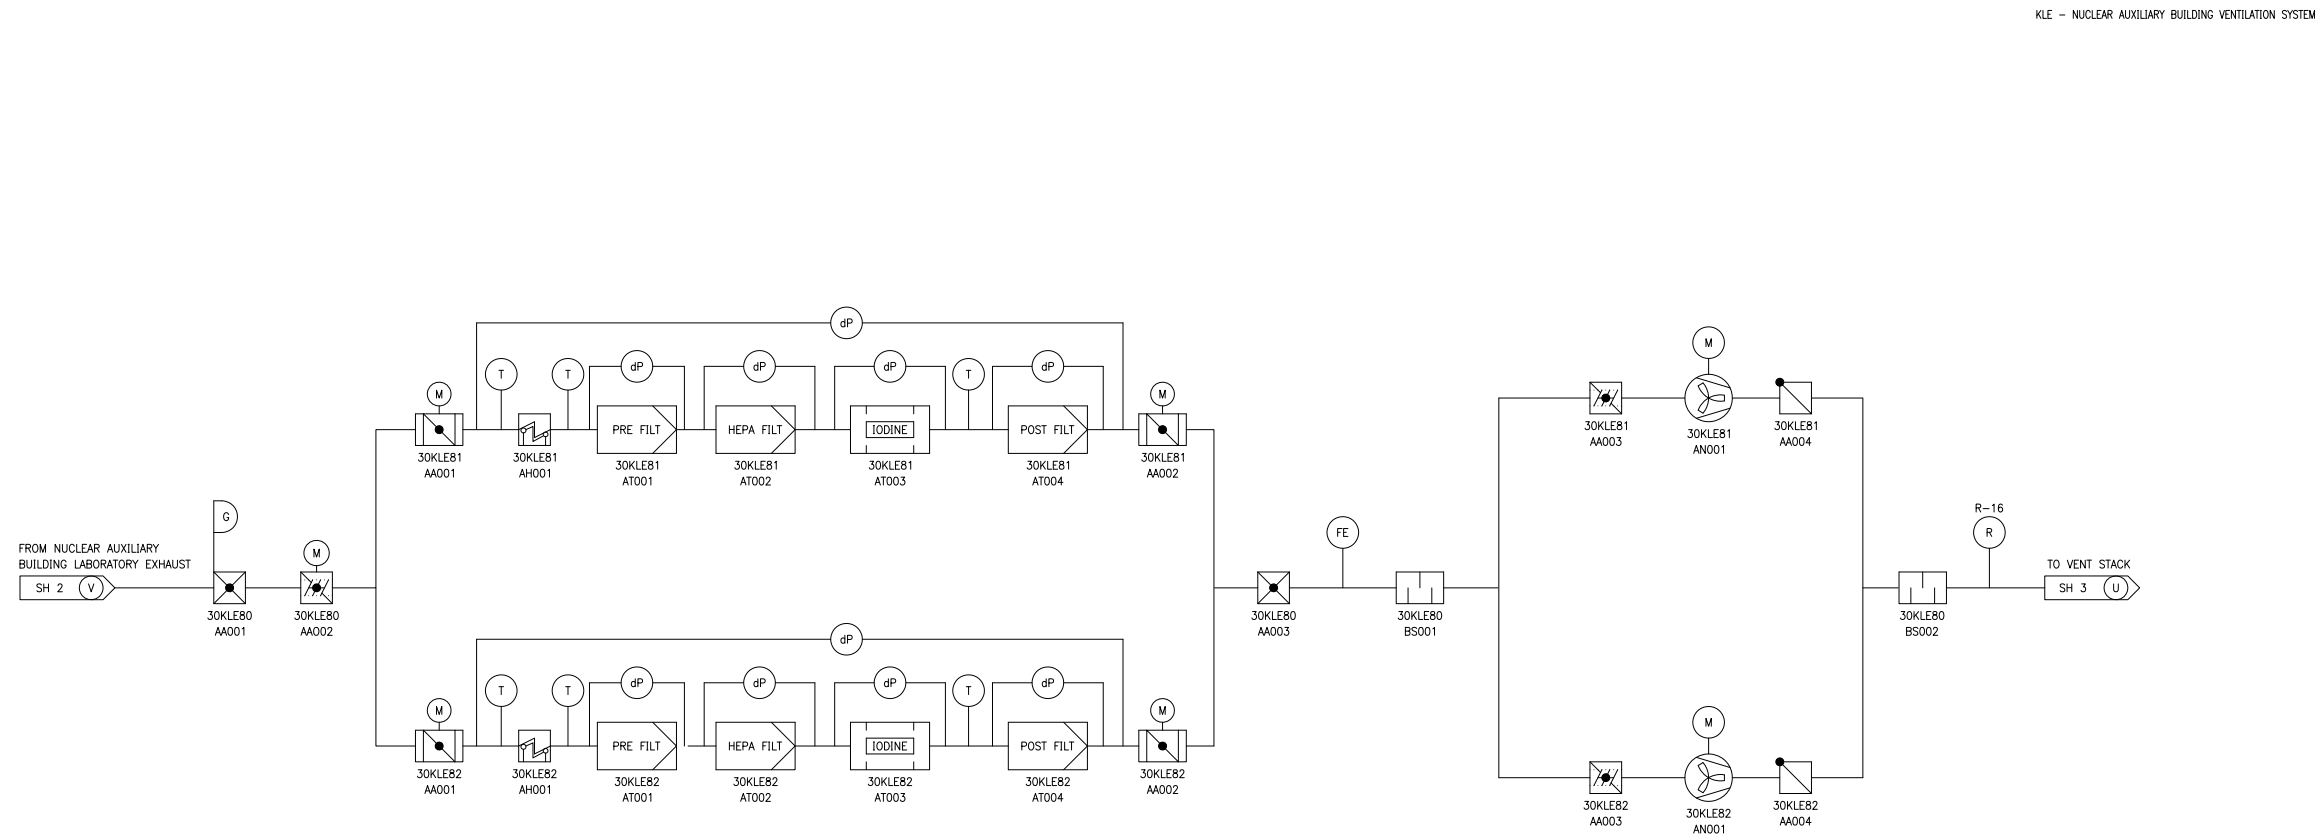 KLE - NUCLEAR AUXILIARY BUILDING VENTILATION SYSTEM
dP
M
dP
dP
dP
dP
T
T
T
M
M
PRE FILT
HEPA FILT
IODINE
POST FILT
30KLE81
AA001
30KLE81
AH001
30KLE81
AT001
30KLE81
AT002
30KLE81
AT003
30KLE81
AT004
30KLE81
AA002
30KLE81
AA003
30KLE81
AN001
30KLE81
AA004
G
R-16
FROM NUCLEAR AUXILIARY
BUILDING LABORATORY EXHAUST
M
FE
R
TO VENT STACK
SH 2 V
SH 3 U
30KLE80
AA001
30KLE80
AA002
30KLE80
AA003
30KLE80
BS001
30KLE80
BS002
dP
dP
dP
dP
dP
T
T
T
M
M
M
PRE FILT
HEPA FILT
IODINE
POST FILT
30KLE82
AA001
30KLE82
AH001
30KLE82
AT001
30KLE82
AT002
30KLE82
AT003
30KLE82
AT004
30KLE82
AA002
30KLE82
AA003
30KLE82
AN001
30KLE82
AA004